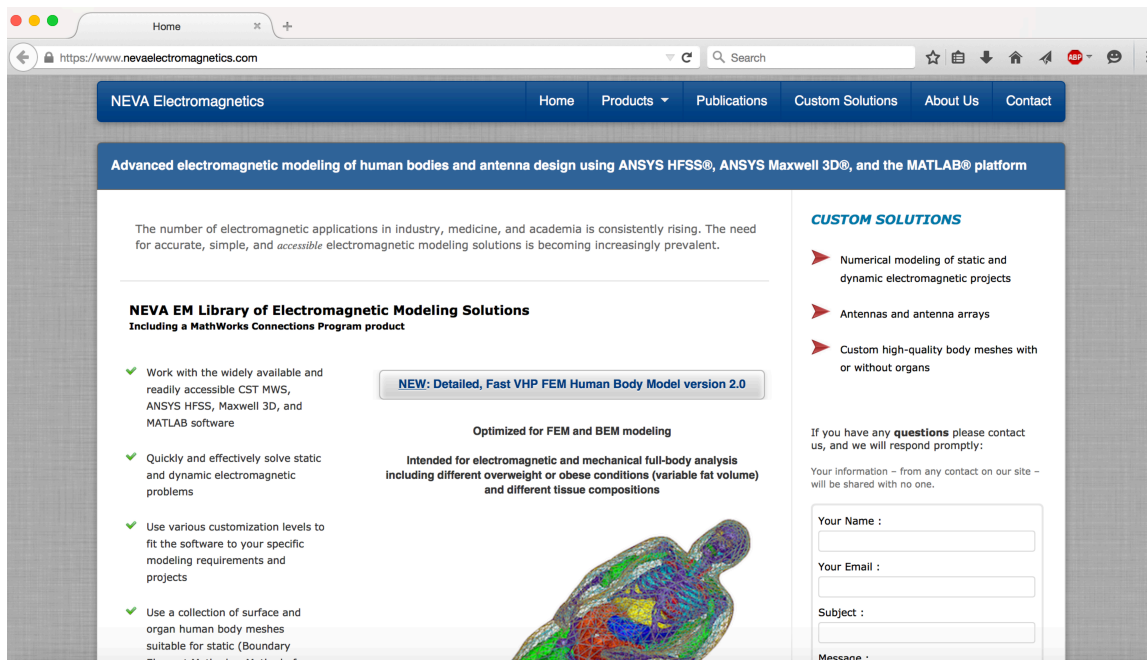 Home
https://www.nevaelectromagnetics.com
Search
ABP
NEVA Electromagnetics
Home
Products
Publications
Custom Solutions
About Us
Contact
Advanced electromagnetic modeling of human bodies and antenna design using ANSYS HFSS®, ANSYS Maxwell 3D®, and the MATLAB® platform
The number of electromagnetic applications in industry, medicine, and academia is consistently rising. The need
for accurate, simple, and accessible electromagnetic modeling solutions is becoming increasingly prevalent.
NEVA EM Library of Electromagnetic Modeling Solutions
Including a MathWorks Connections Program product
Work with the widely available and
readily accessible CST MWS,
ANSYS HFSS, Maxwell 3D, and
MATLAB software
Quickly and effectively solve static
and dynamic electromagnetic
problems
Use various customization levels to
fit the software to your specific
modeling requirements and
projects
Use a collection of surface and
organ human body meshes
suitable for static (Boundary
NEW: Detailed, Fast VHP FEM Human Body Model version 2.0
Optimized for FEM and BEM modeling
Intended for electromagnetic and mechanical full-body analysis
including different overweight or obese conditions (variable fat volume)
and different tissue compositions
CUSTOM SOLUTIONS
Numerical modeling of static and
dynamic electromagnetic projects
Antennas and antenna arrays
Custom high-quality body meshes with
or without organs
If you have any questions please contact
us, and we will respond promptly:
Your information – from any contact on our site –
will be shared with no one.
Your Name :
Your Email :
Subject :
Message :